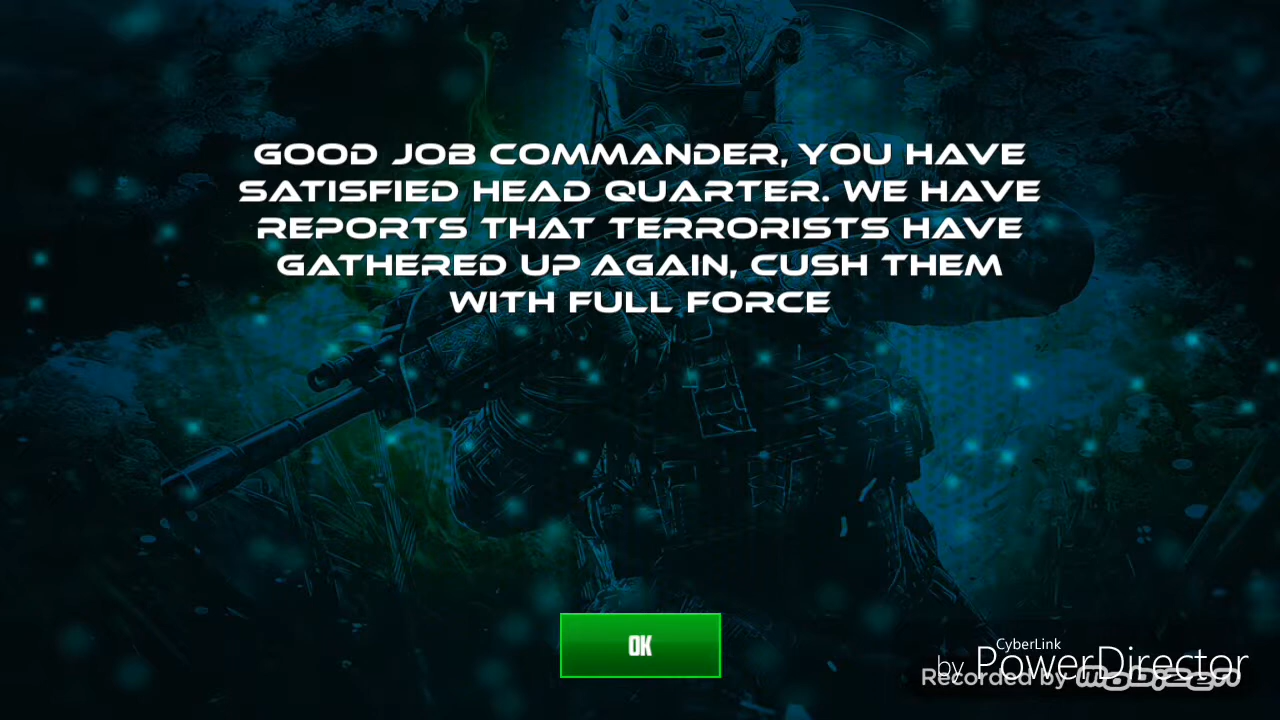 GOOD JOB COMMANDER, YOU HAVE
SATISFIED HEAD QUARTER. WE HAVE
REPORTS THAT TERRORISTS HAVE
GATHERED UP AGAIN, CUSH THEM
WITH FULL FORCE
OK
CyberLink
by PowerDirector
Recorded by